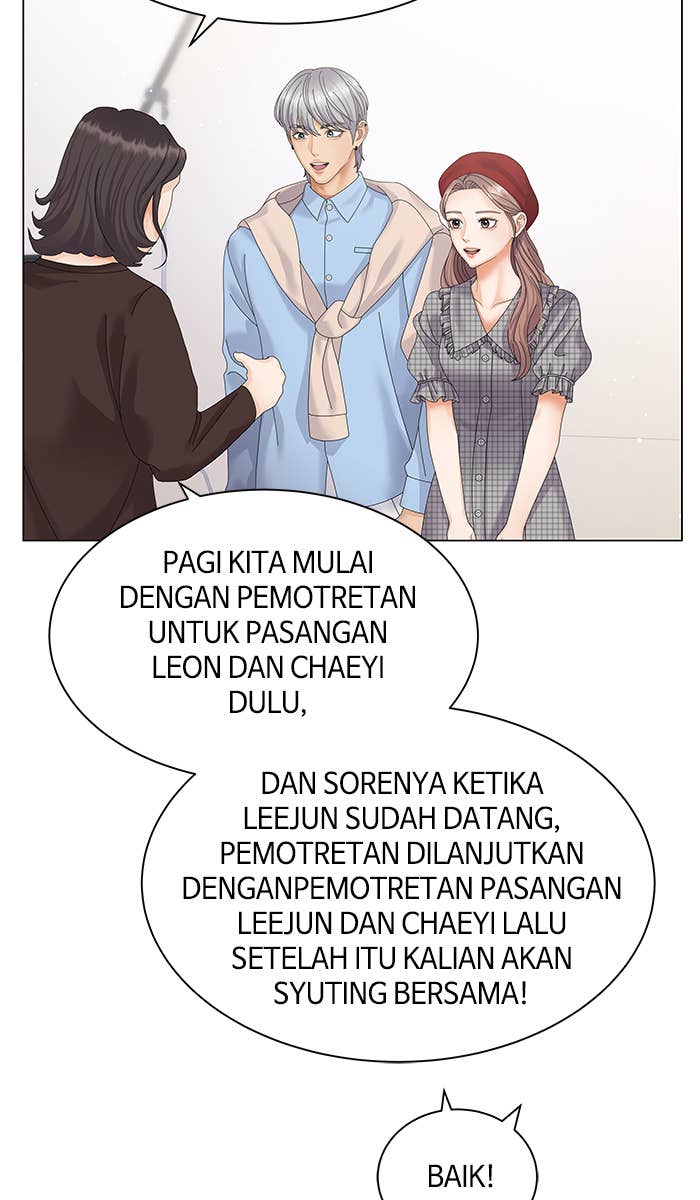 PAGI KITA MULAI
DENGAN PEMOTRETAN
UNTUK PASANGAN
LEON DAN CHAEYI
DULU,
DAN SORENYA KETIKA
LEEJUN SUDAH DATANG,
PEMOTRETAN DILANJUTKAN
DENGANPEMOTRETAN PASANGAN
LEEJUN DAN CHAEYI LALU
SETELAH ITU KALIAN AKAN
SYUTING BERSAMA!
BAIK!